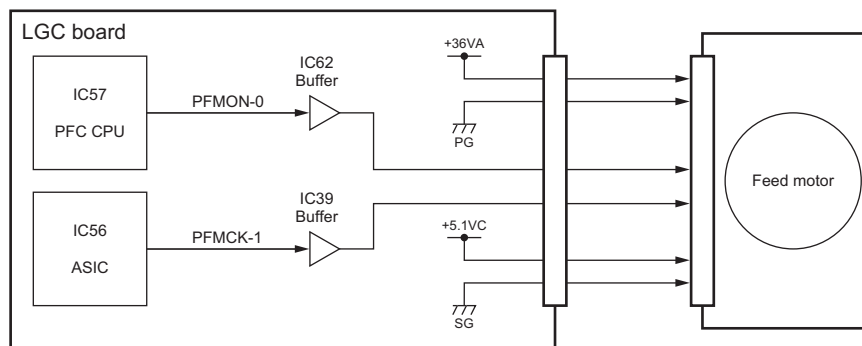 LGC board
IC57
PFC CPU
PFMON-0
IC62
Buffer
+36VA
PG
IC56
ASIC
PFMCK-1
IC39
Buffer
+5.1VC
SG
Feed motor